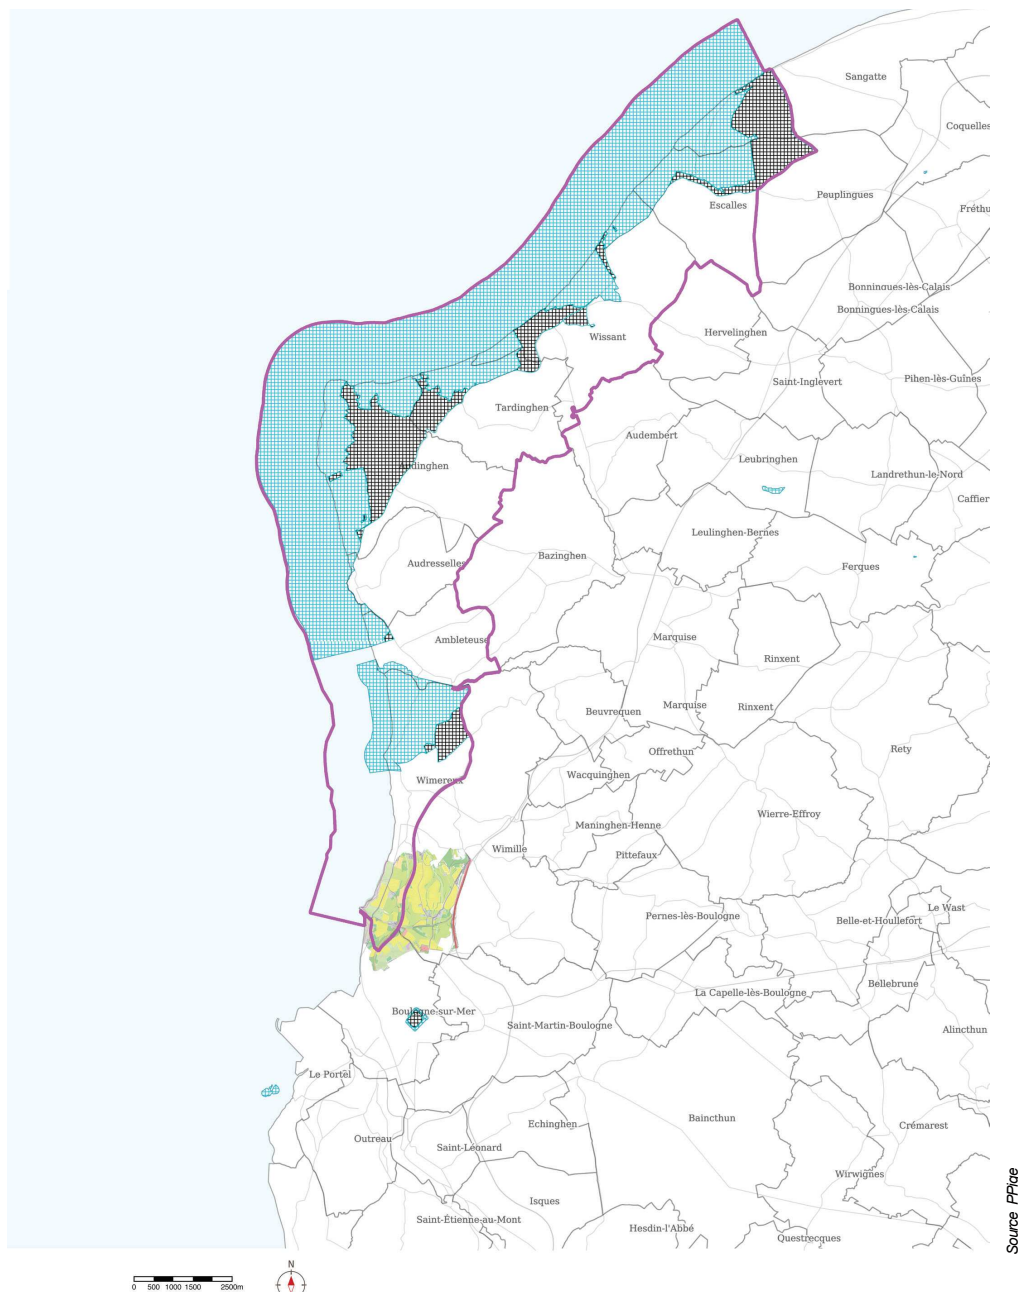 Sangatte
Coquelles
Peuplingues
Escalles
Fréthu
Bonningues-lès-Calais
Bonningues-lès-Calais
Hervelinghen
Wissant
Saint-Inglevert
Pihen-lès-Guînes
Tardinghen
Audembert
Leubringhen
Audinghen
Landrethun-le-Nord
Caffier
Leulinghen-Bernes
Bazinghen
Audresselles
Ferques
Ambleteuse
Marquise
Rinxent
Beuvrequen
Marquise
Rinxent
Offrethun
Rety
Wacquinghen
Wimereux
Wierre-Effroy
Maninghen-Henne
Wimille
Pittefaux
Le Wast
Pernes-lès-Boulogne
Belle-et-Houllefort
Bellebrune
La Capelle-lès-Boulogne
Boulogne-sur-Mer
Saint-Martin-Boulogne
Alincthun
Le Portel
Baincthun
Echinghen
Crémarest
Outreau
Saint-Léonard
Wirwignes
Isques
Saint-Étienne-au-Mont
Hesdin-l'Abbé
Questrecques
Source PPige
N
0 500 1000 1500 2500m